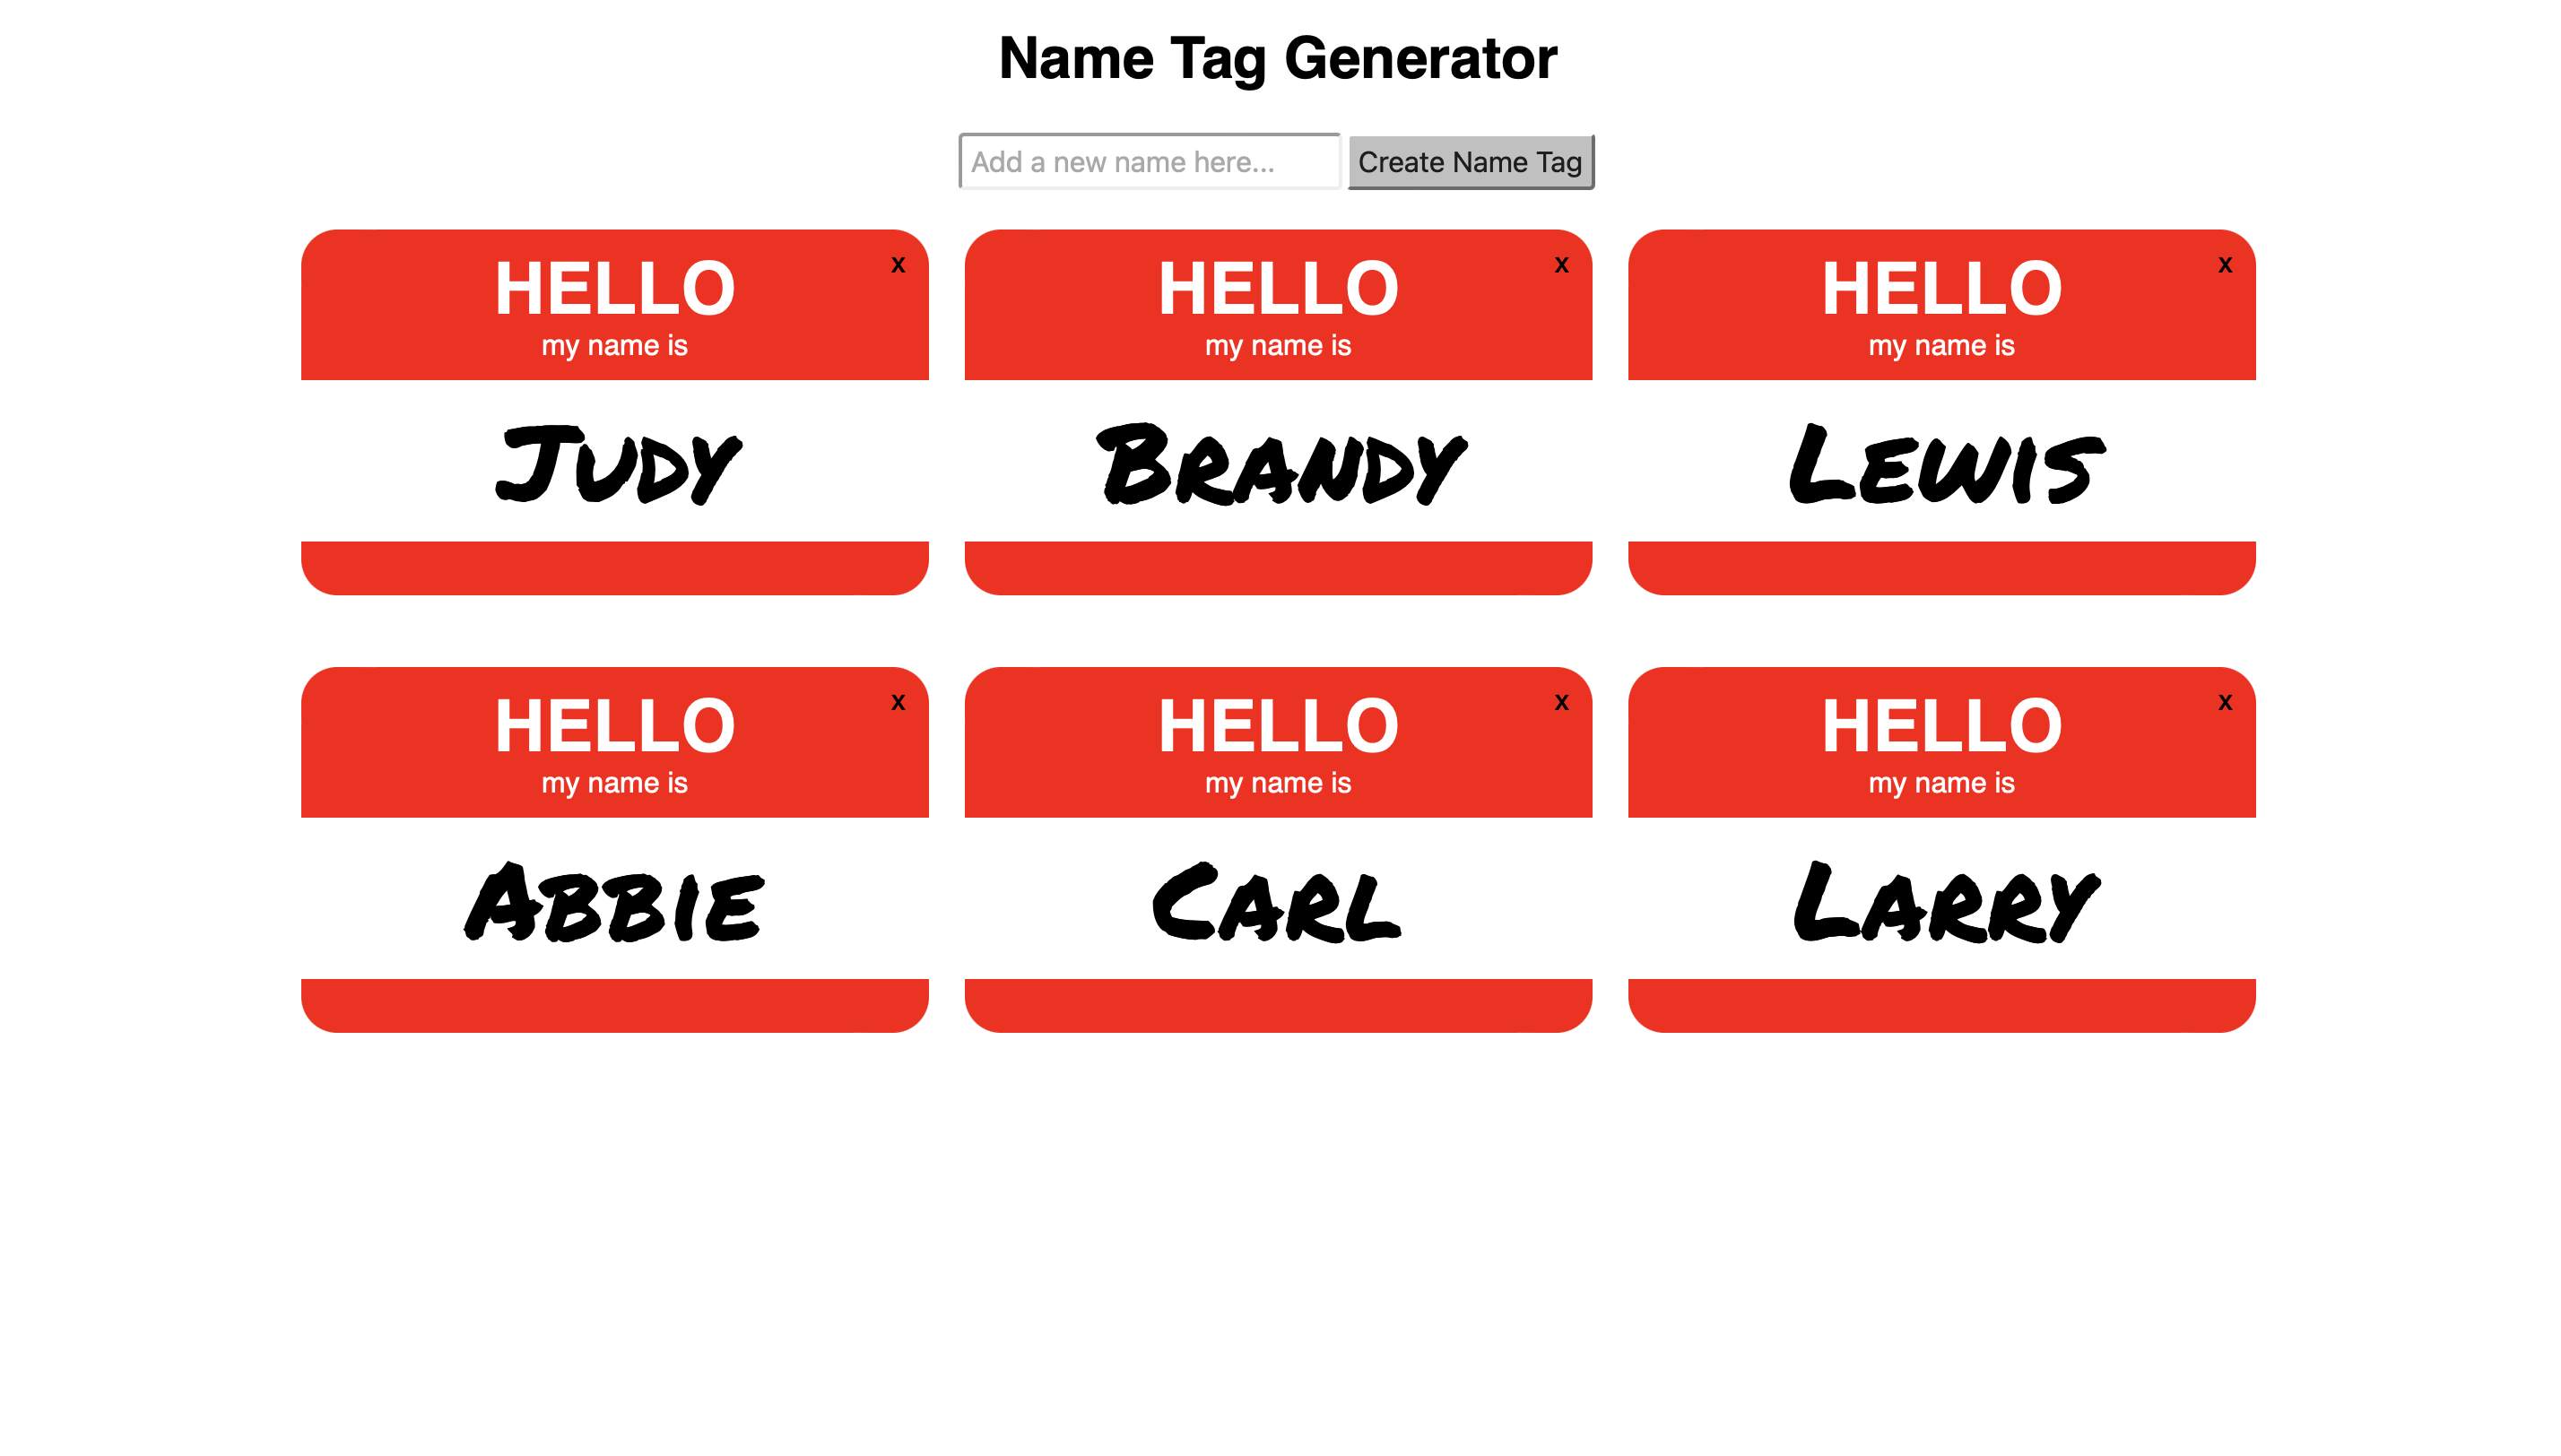 Name Tag Generator
Add a new name here...
Create Name Tag
HELLO
x
my name is
Judy
HELLO
x
my name is
Brandy
HELLO
x
my name is
Lewis
HELLO
x
my name is
Abbie
HELLO
x
my name is
Carl
HELLO
x
my name is
Larry